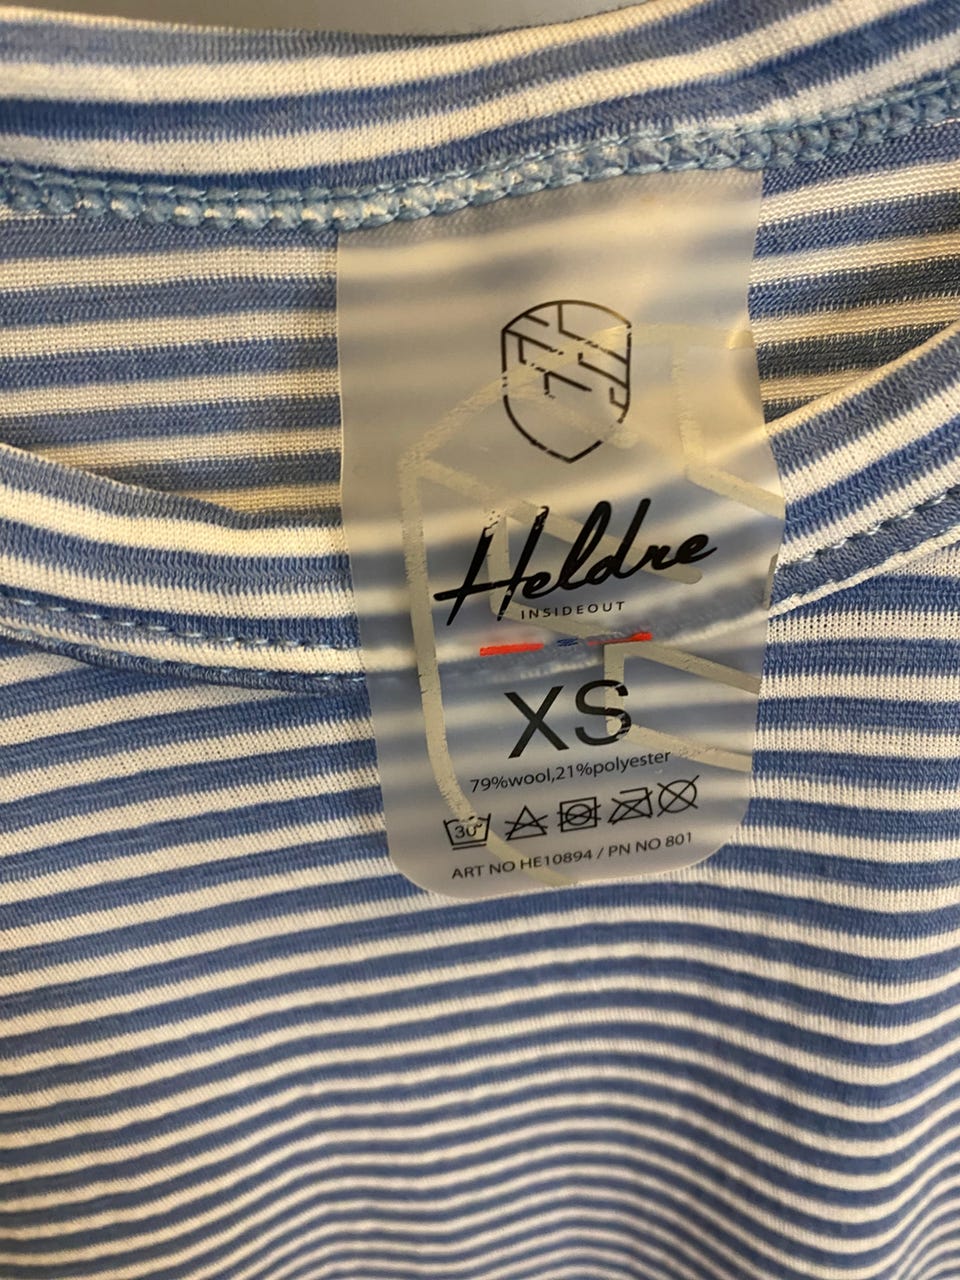 Heldre
INSIDEOUT
XS
79%wool,21%polyester
30°
ART NO HE10894 / PN NO 801